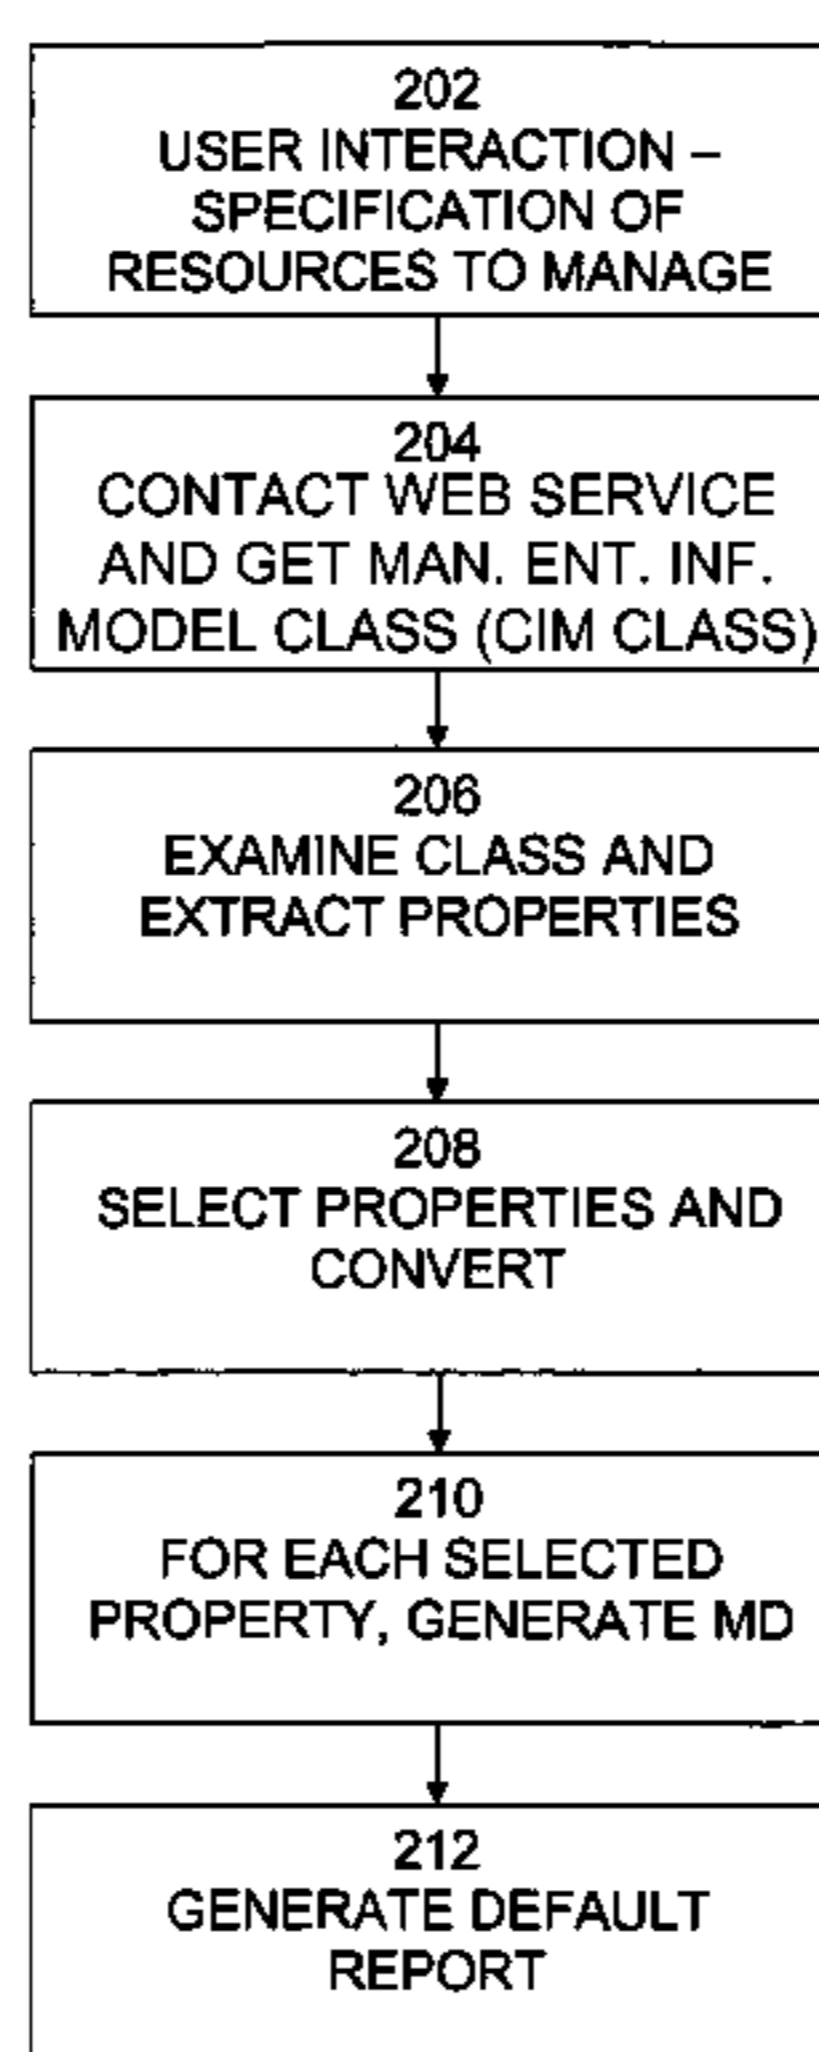 202
USER INTERACTION –
SPECIFICATION OF
RESOURCES TO MANAGE
204
CONTACT WEB SERVICE
AND GET MAN. ENT. INF.
MODEL CLASS (CIM CLASS)
206
EXAMINE CLASS AND
EXTRACT PROPERTIES
208
SELECT PROPERTIES AND
CONVERT
210
FOR EACH SELECTED
PROPERTY, GENERATE MD
212
GENERATE DEFAULT
REPORT